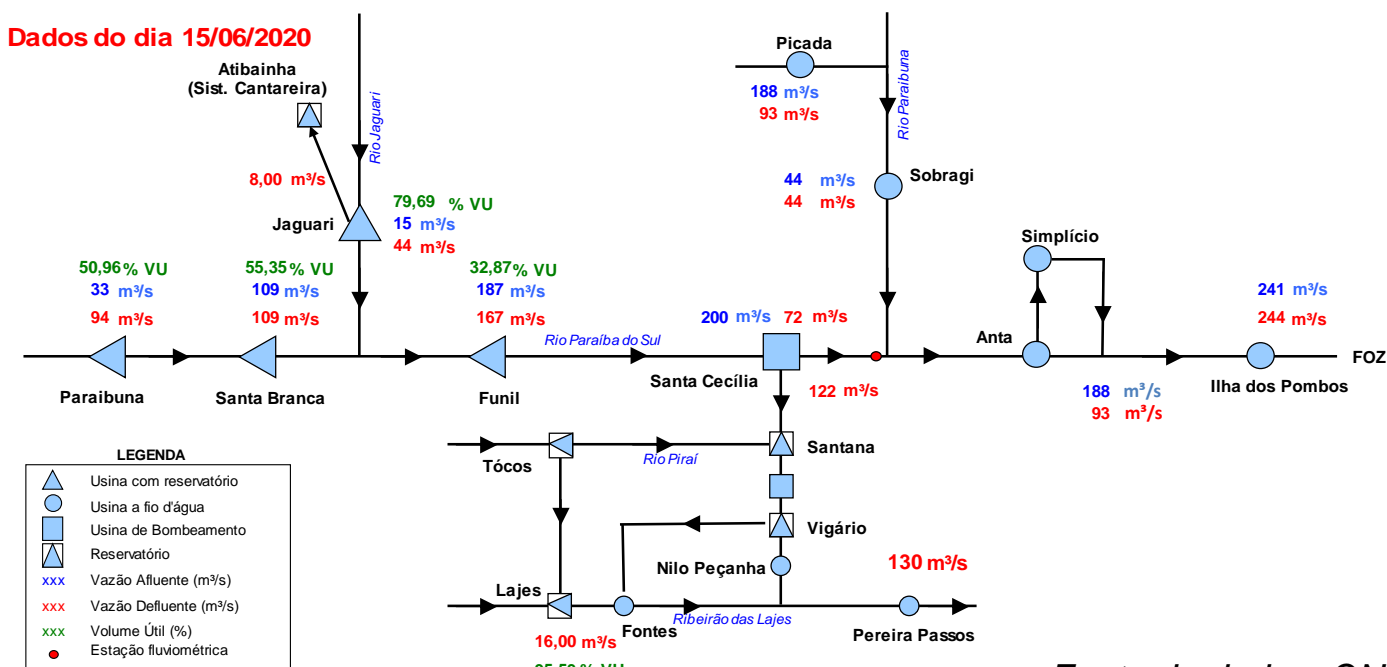 Dados do dia 15/06/2020
Atibainha
(Sist. Cantareira)
Rio Jaguari
8,00 m³/s
Jaguari
79,69 % VU
15 m³/s
44 m³/s
Picada
188 m³/s
93 m³/s
Rio Paraibuna
44 m³/s
44 m³/s
Sobragi
Simplício
50,96% VU
33 m³/s
94 m³/s
Paraibuna
55,35% VU
109 m³/s
109 m³/s
Santa Branca
32,87% VU
187 m³/s
167 m³/s
Funil
Rio Paraíba do Sul
200 m³/s 72 m³/s
Santa Cecília
122 m³/s
Anta
188 m³/s
93 m³/s
241 m³/s
244 m³/s
Ilha dos Pombos
FOZ
Tócos
Rio Piraí
Santana
Vigário
Nilo Peçanha
130 m³/s
Lajes
16,00 m³/s
Fontes
Ribeirão das Lajes
Pereira Passos
LEGENDA
Usina com reservatório
Usina a fio d'água
Usina de Bombeamento
Reservatório
xxx Vazão Afluente (m³/s)
xxx Vazão Defluente (m³/s)
xxx Volume Útil (%)
Estação fluviométrica